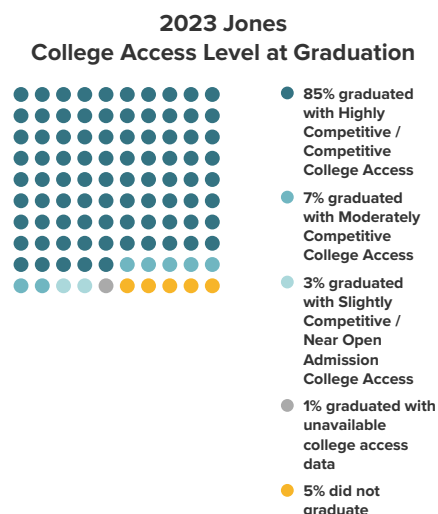 2023 Jones
College Access Level at Graduation
85% graduated
with Highly
Competitive /
Competitive
College Access
7% graduated
with Moderately
Competitive
College Access
3% graduated
with Slightly
Competitive /
Near Open
Admission
College Access
1% graduated with
unavailable
college access
data
5% did not
graduate